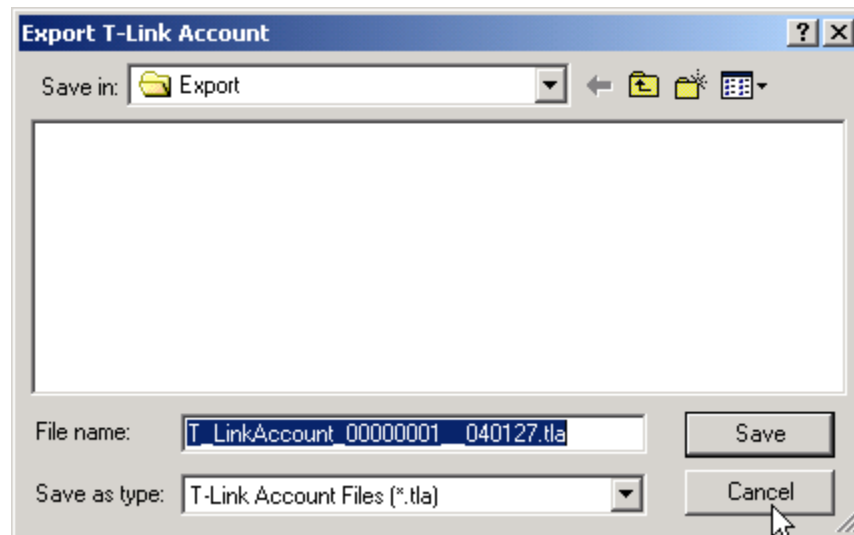 Export T-Link Account
Save in: Export
File name: T_LinkAccount_00000001__040127.tla Save
Save as type: T-Link Account Files (*.tla) Cancel